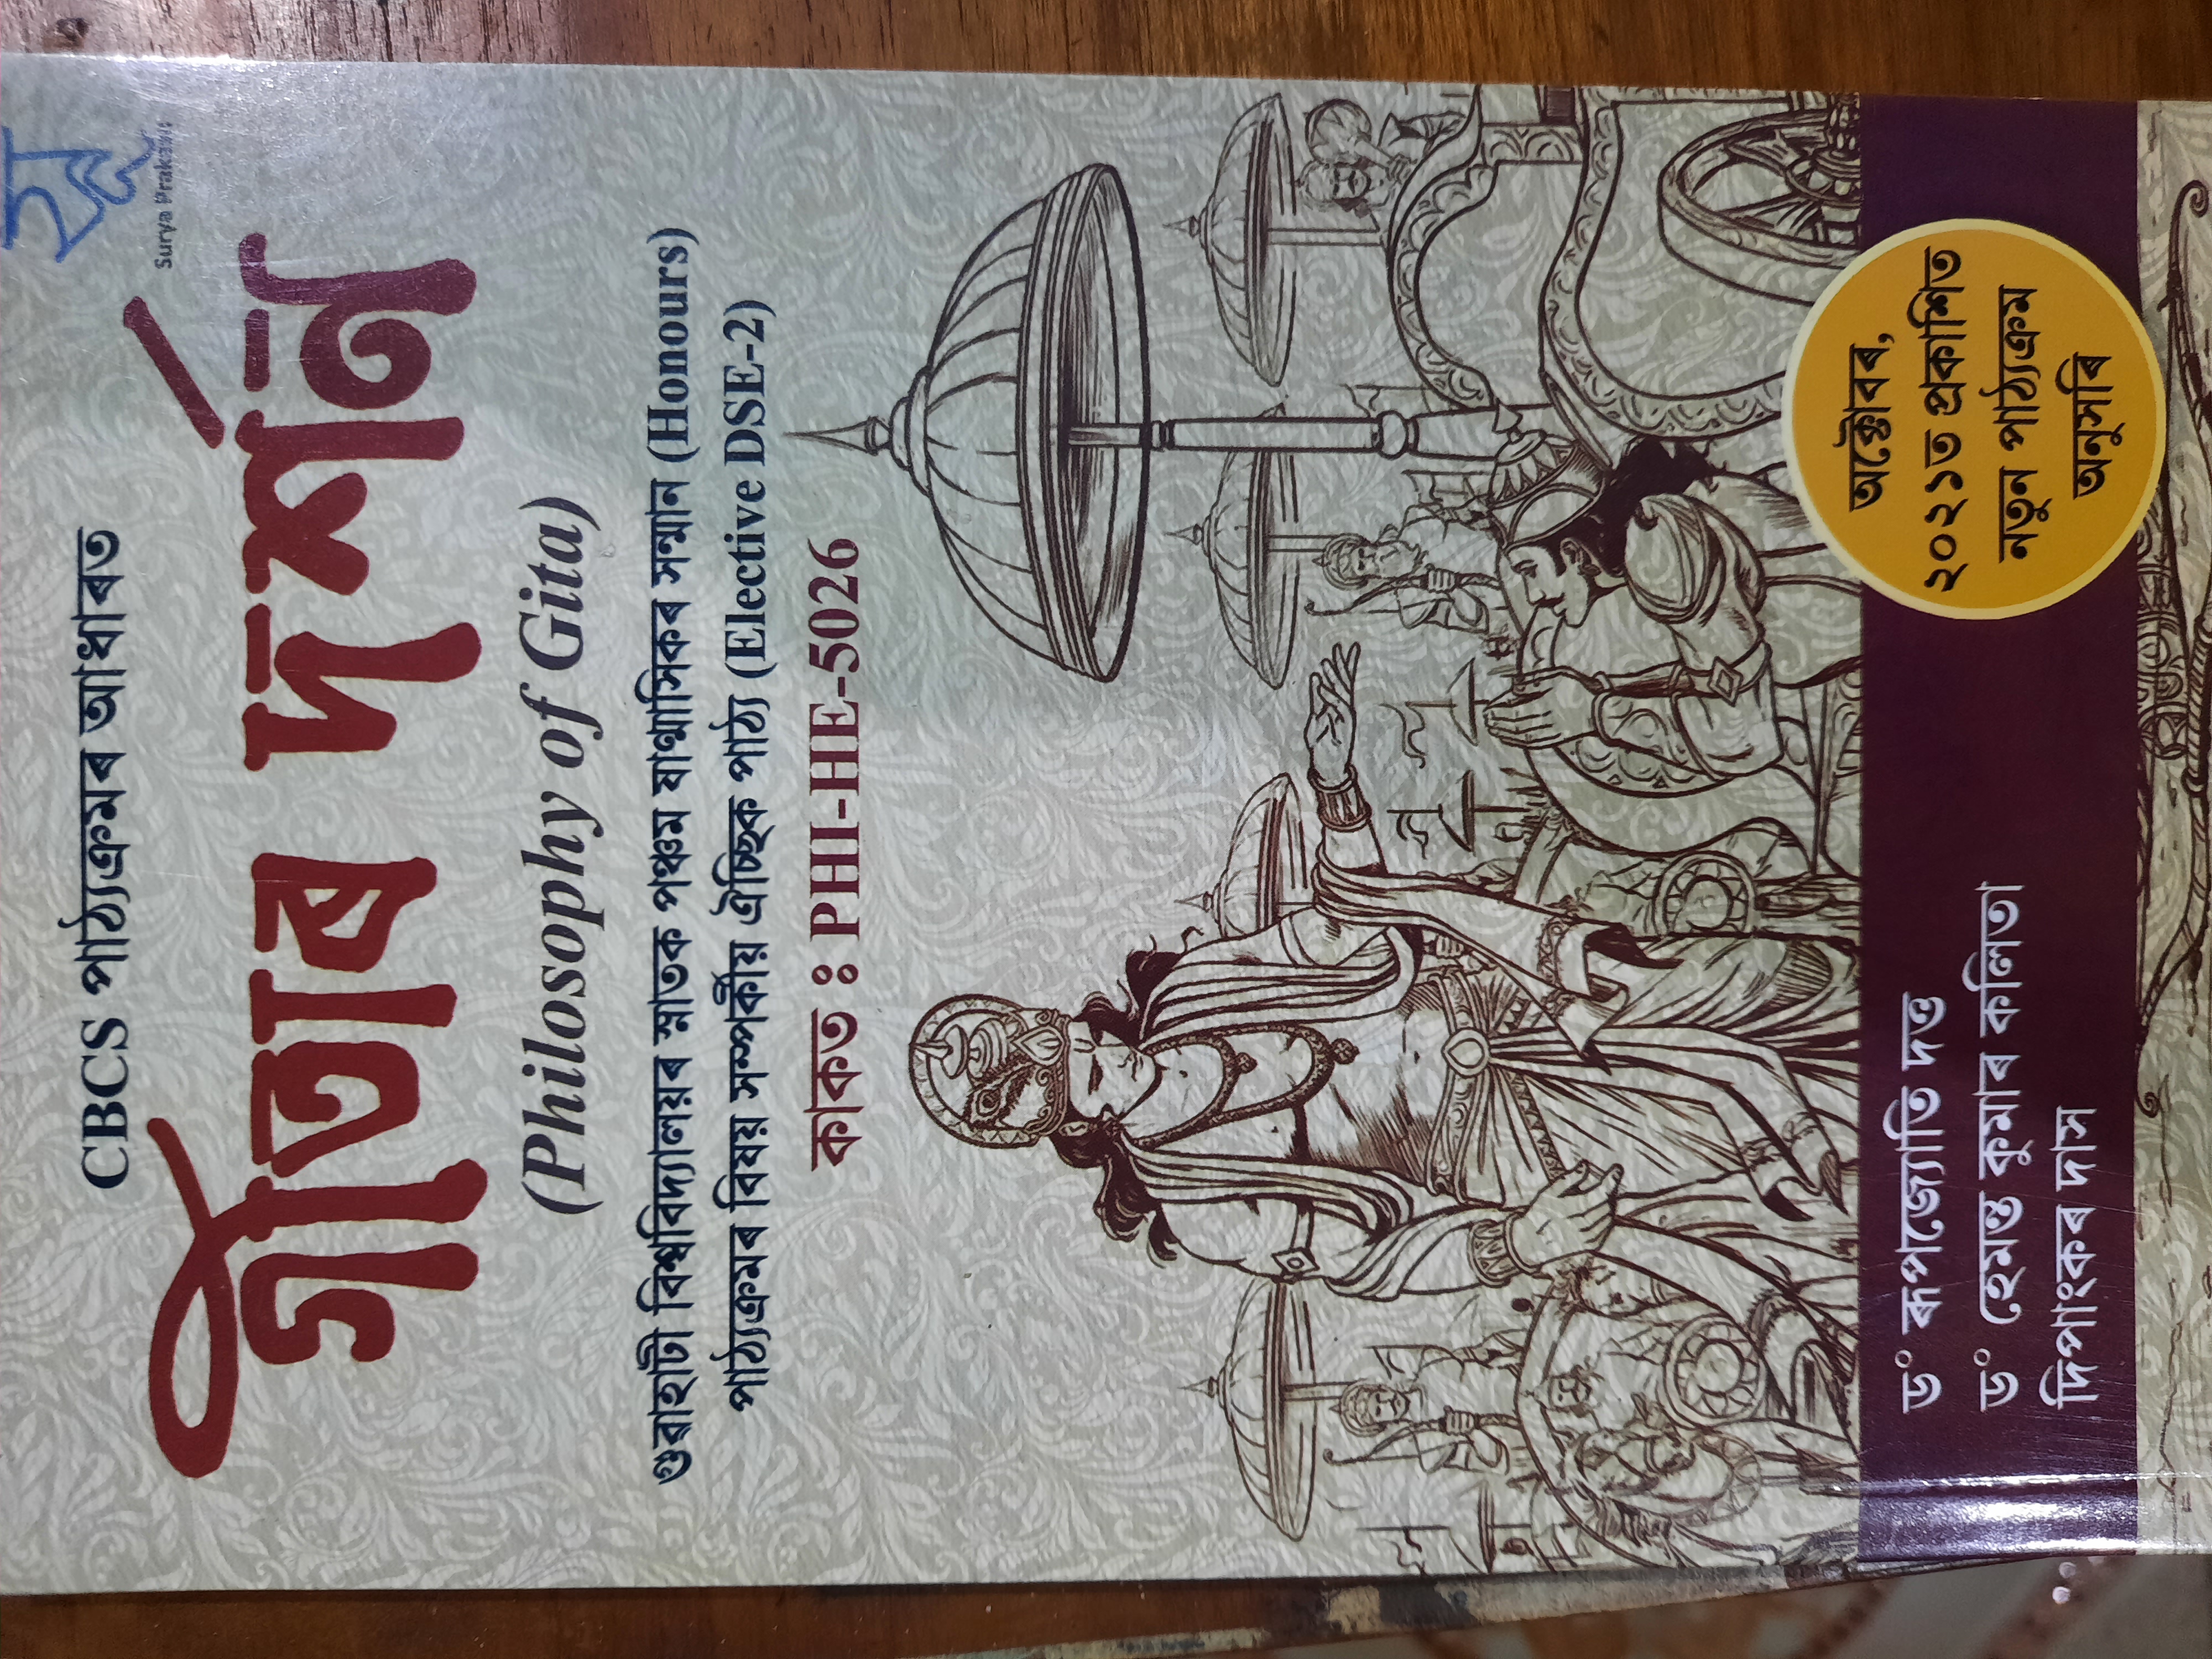 Surya Prakash
CBCS পাঠ্যক্ৰমৰ আধাৰত
গীতাৰ দৰ্শন
(Philosophy of Gita)
গুৱাহাটী বিশ্ববিদ্যালয়ৰ স্নাতক পঞ্চম ষাণ্মাসিকৰ সন্মান (Honours)
পাঠ্যক্ৰমৰ বিষয় সম্পৰ্কীয় ঐচ্ছিক পাঠ্য (Elective DSE-2)
কাকত : PHI-HE-5026
অক্টোবৰ,
২০২১ত প্ৰকাশিত
নতুন পাঠ্যক্ৰম
অনুসৰি
ড° ৰূপজ্যোতি দত্ত
ড° হেমন্ত কুমাৰ কলিতা
দিপাংকৰ দাস